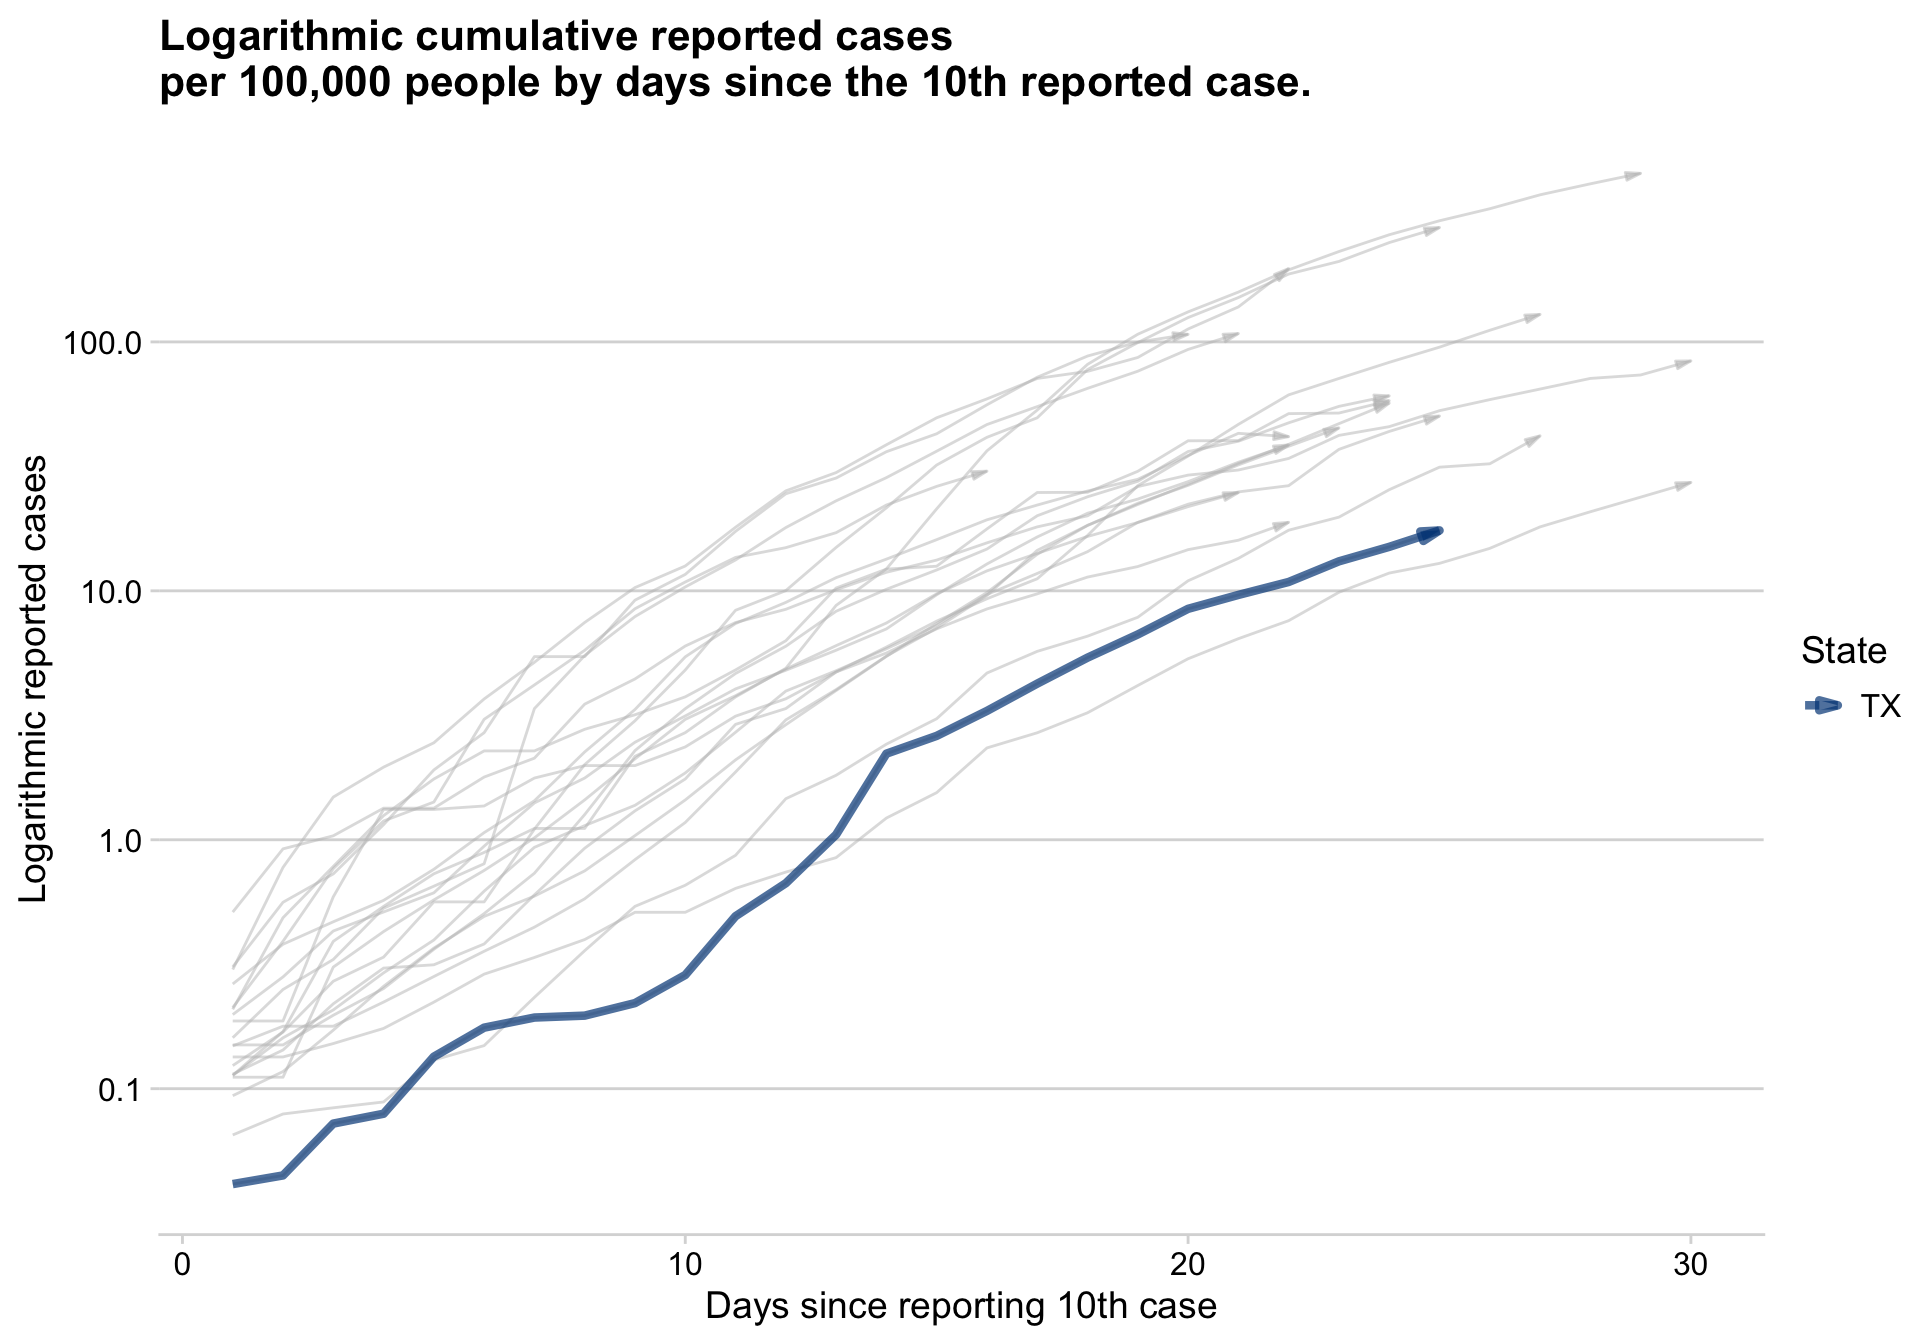 Logarithmic cumulative reported cases
per 100,000 people by days since the 10th reported case.
Logarithmic reported cases
100.0
10.0
1.0
0.1
0
10
20
30
Days since reporting 10th case
State
TX